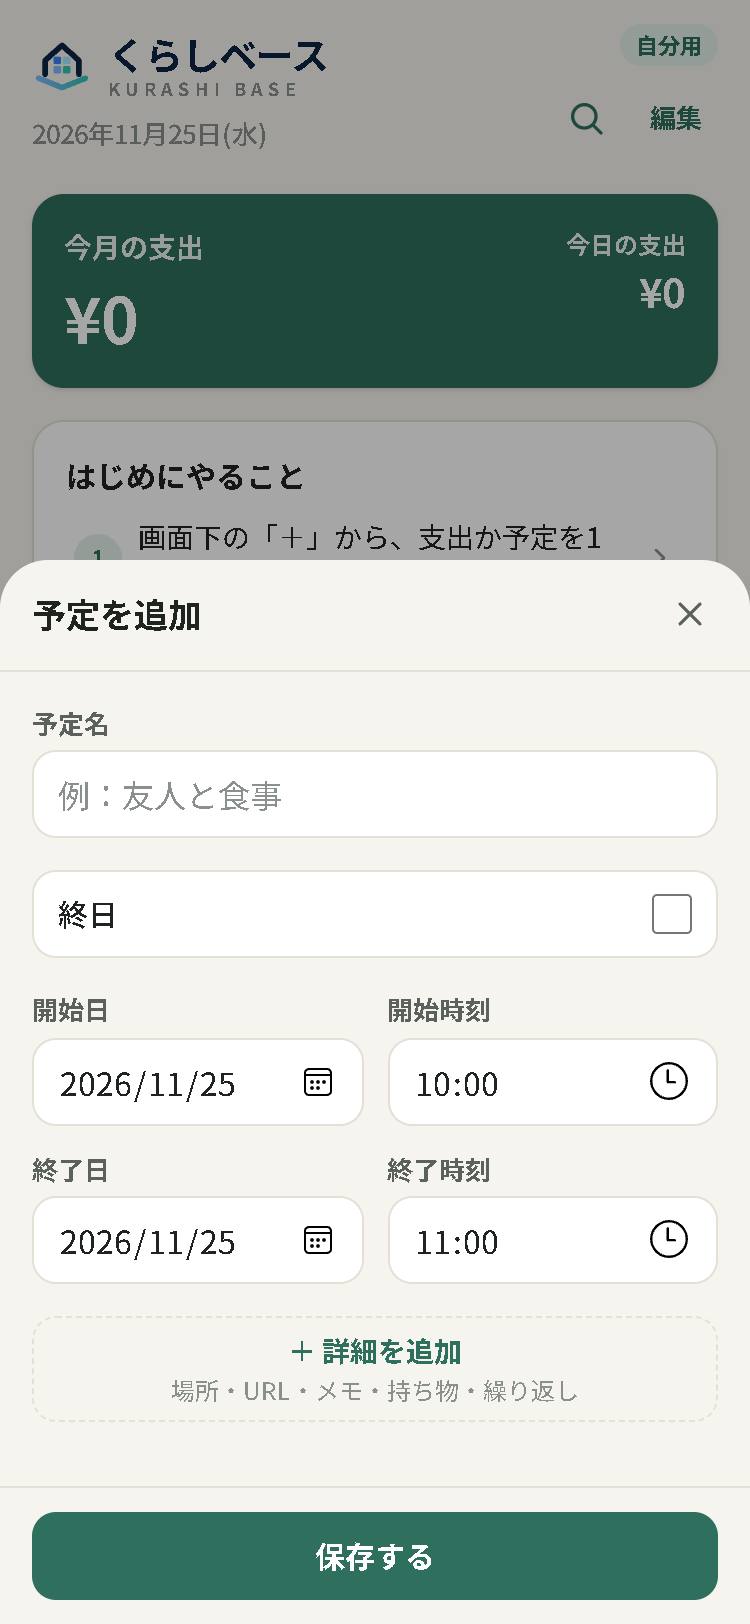 くらしベース
KURASHI BASE
自分用
2026年11月25日(水)
編集
今月の支出
¥0
今日の支出
¥0
はじめにやること
1
画面下の「＋」から、支出か予定を1
予定を追加
予定名
例：友人と食事
終日
開始日
開始時刻
2026/11/25
10:00
終了日
終了時刻
2026/11/25
11:00
＋ 詳細を追加
場所・URL・メモ・持ち物・繰り返し
保存する